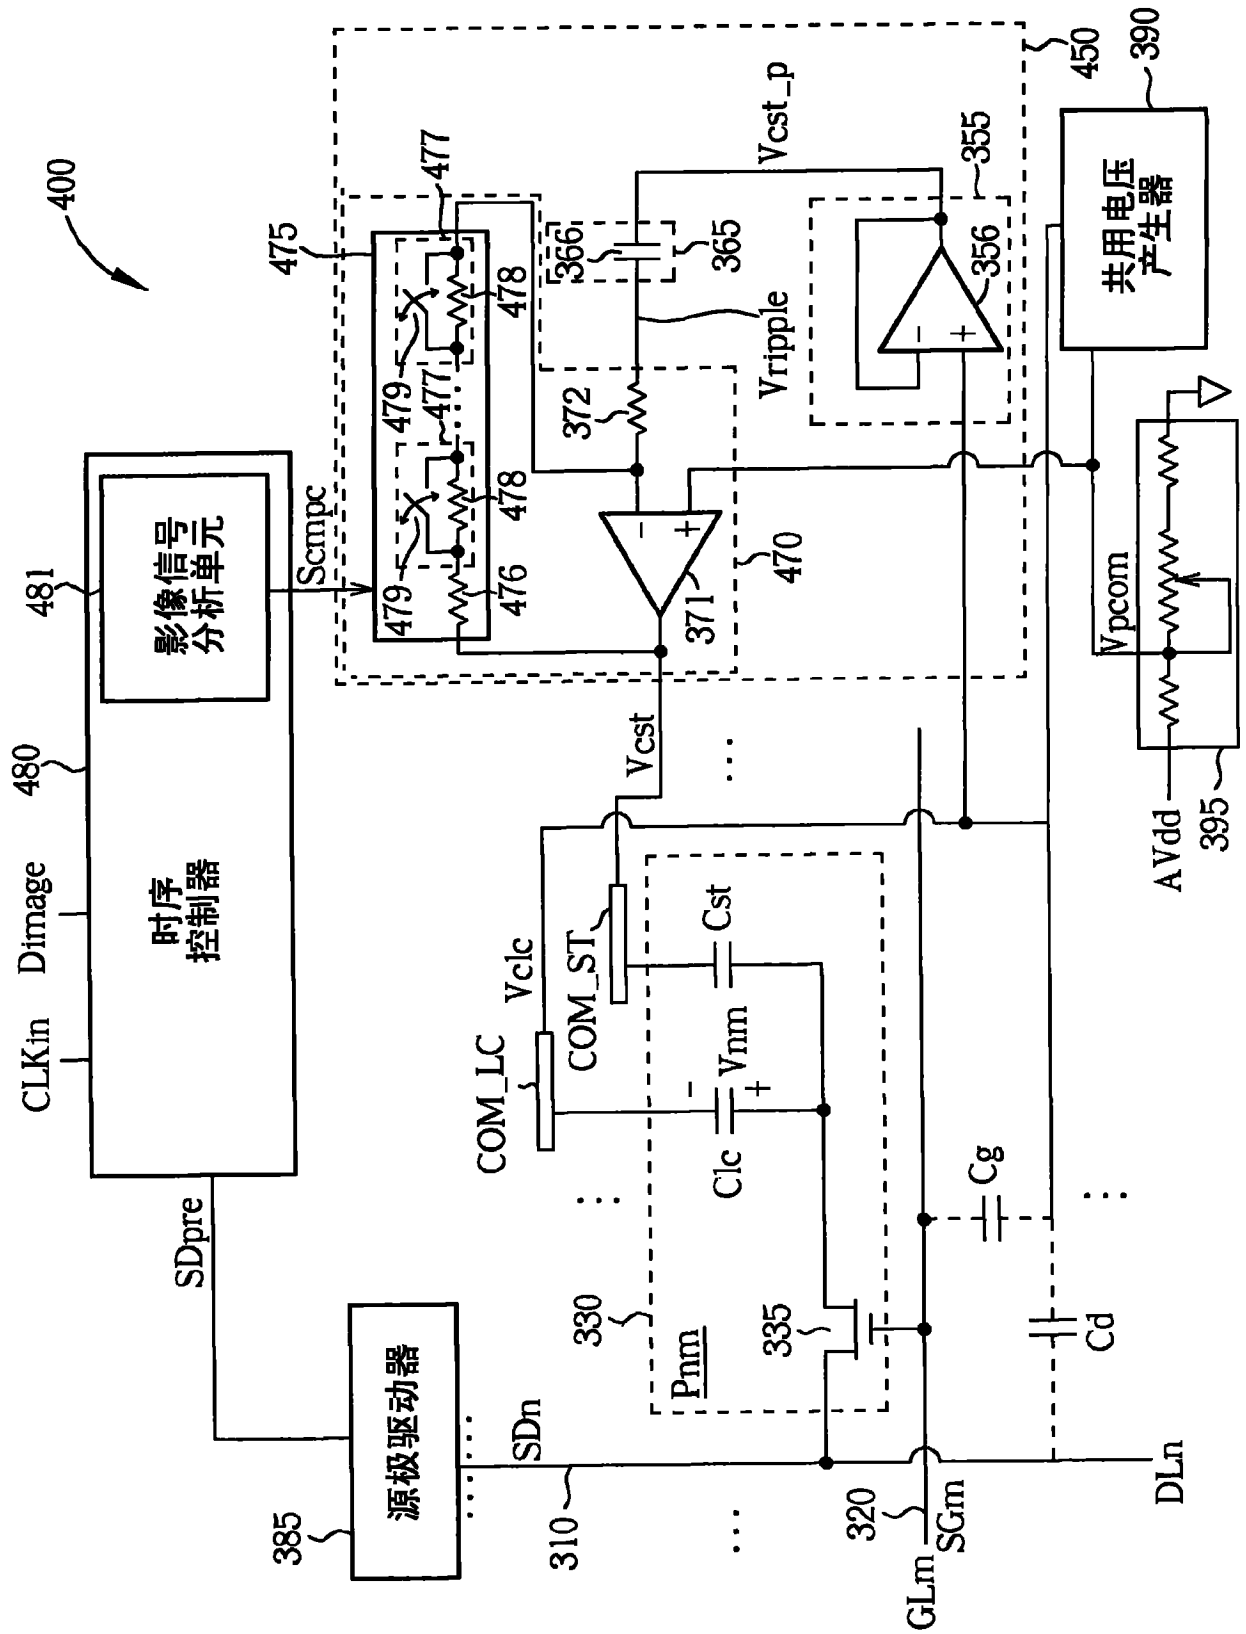 400
480
481
CLKin
Dimage
时序
控制器
影像信号
分析单元
SDpre
Scmpc
385
源极驱动器
475
477
477
479
479
476
478
478
SDn
310
COM_LC
Vclc
COM_ST
Vcst
372
366
365
Vripple
Vcst_p
450
-
+
371
470
330
Pnm
335
Clc
-
+
Vnm
Cst
355
356
-
+
GLm
320
SGm
Cg
Cd
DLn
390
共用电压
产生器
Vpcom
AVdd
395